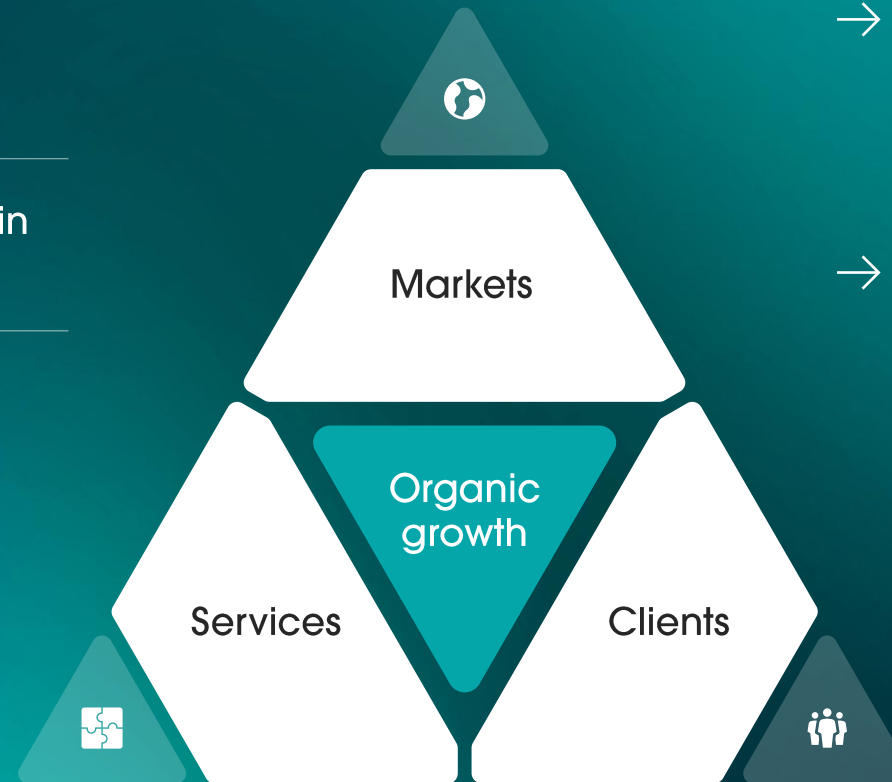 in
Markets
Organic
growth
Services
Clients